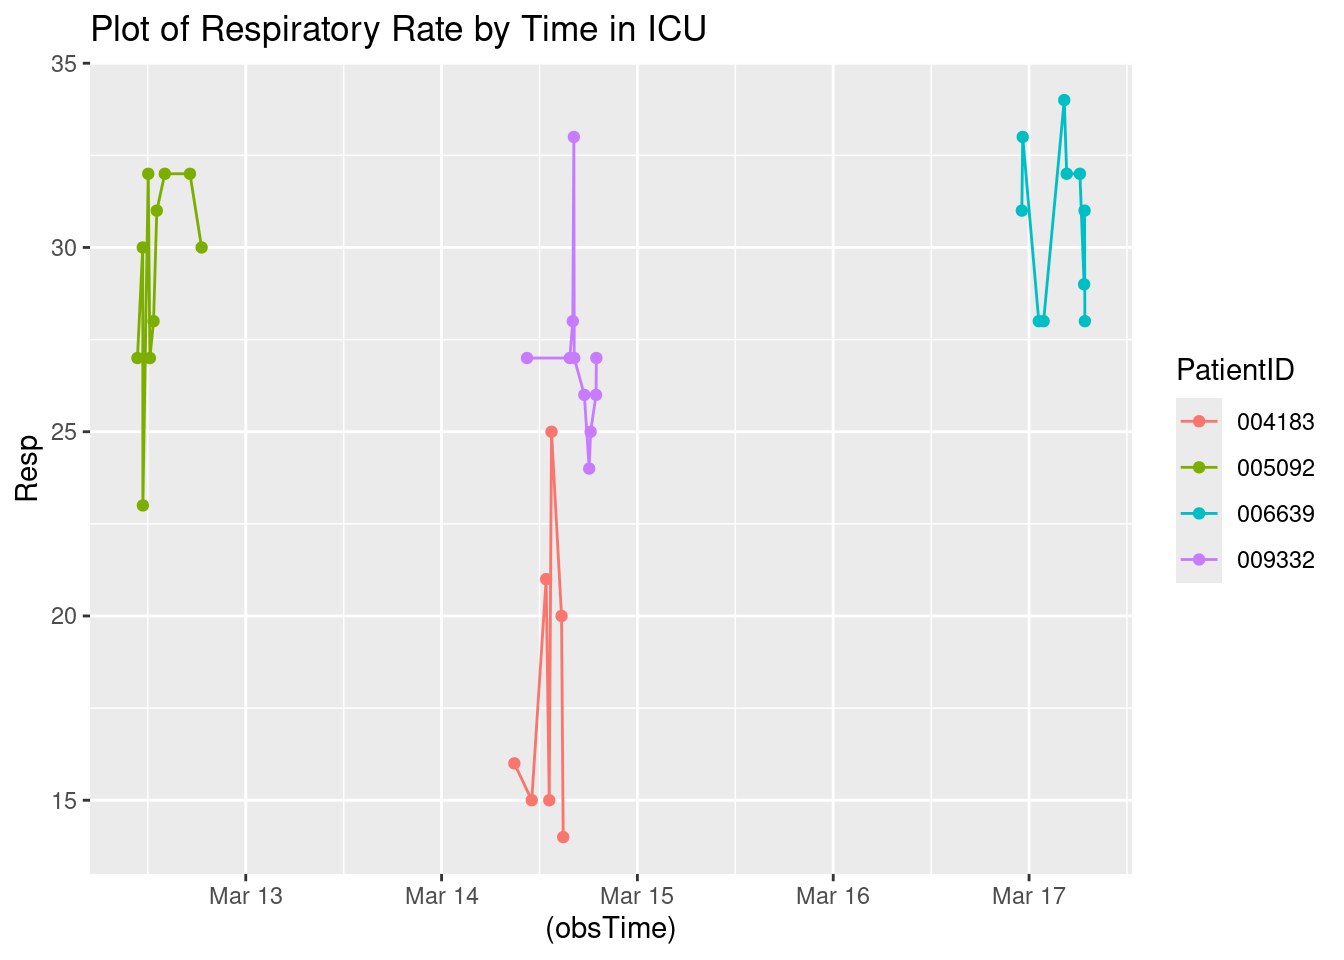 Plot of Respiratory Rate by Time in ICU
35
30
25
20
15
Resp
Mar 13 Mar 14 Mar 15 Mar 16 Mar 17
(obsTime)
PatientID
004183
005092
006639
009332